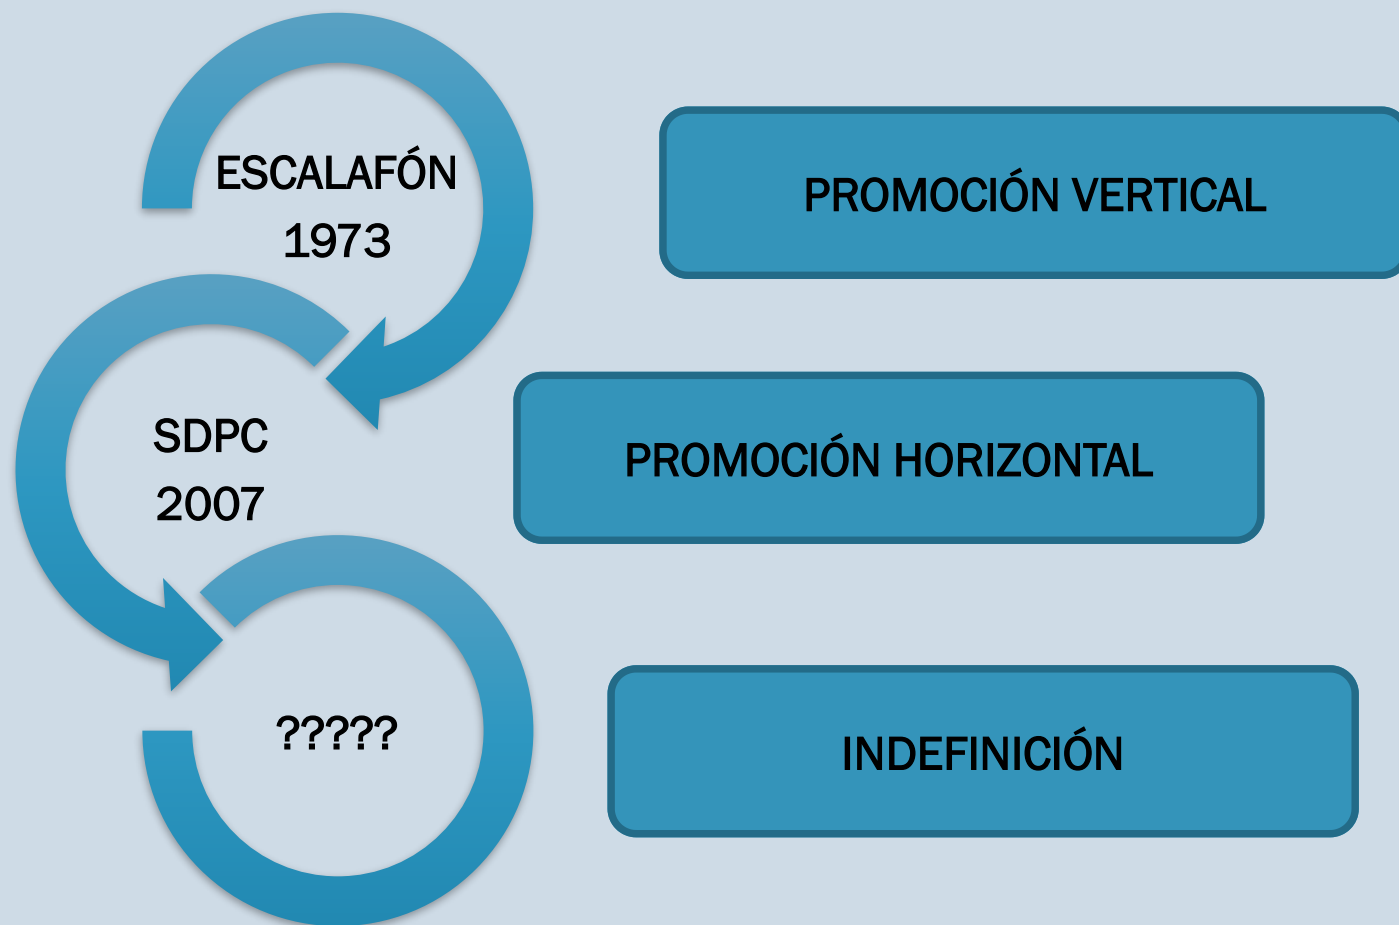 ESCALAFÓN
1973
PROMOCIÓN VERTICAL
SDPC
2007
PROMOCIÓN HORIZONTAL
?????
INDEFINICIÓN